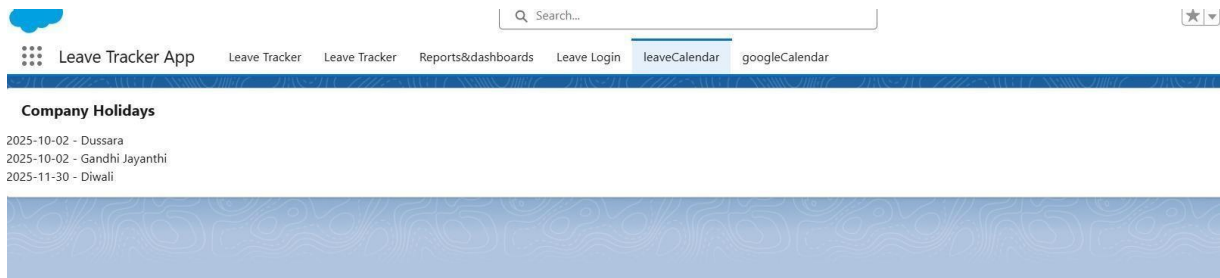 Search...
Leave Tracker App Leave Tracker Leave Tracker Reports&dashboards Leave Login leaveCalendar googleCalendar
Company Holidays
2025-10-02 - Dussara
2025-10-02 - Gandhi Jayanthi
2025-11-30 - Diwali